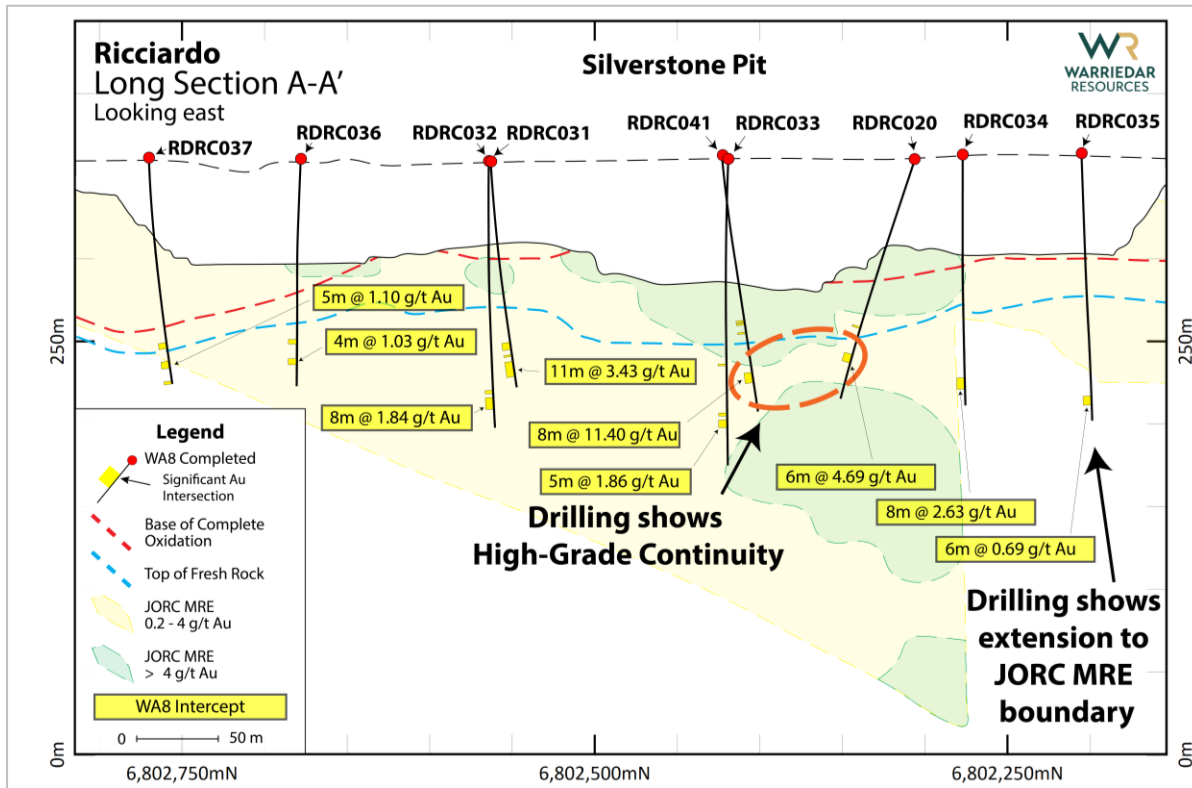 Ricciardo
Long Section A-A’
Looking east
Silverstone Pit
WR
WARRIEDAR
RESOURCES
RDRC037
RDRC036
RDRC032
RDRC031
RDRC041
RDRC033
RDRC020
RDRC034
RDRC035
250m
250m
5m @ 1.10 g/t Au
4m @ 1.03 g/t Au
11m @ 3.43 g/t Au
8m @ 1.84 g/t Au
8m @ 11.40 g/t Au
5m @ 1.86 g/t Au
6m @ 4.69 g/t Au
8m @ 2.63 g/t Au
6m @ 0.69 g/t Au
Drilling shows
High-Grade Continuity
Drilling shows
extension to
JORC MRE
boundary
Legend
WA8 Completed
Significant Au
Intersection
Base of Complete
Oxidation
Top of Fresh Rock
JORC MRE
0.2 - 4 g/t Au
JORC MRE
> 4 g/t Au
WA8 Intercept
0 50 m
0m
0m
6,802,750mN
6,802,500mN
6,802,250mN